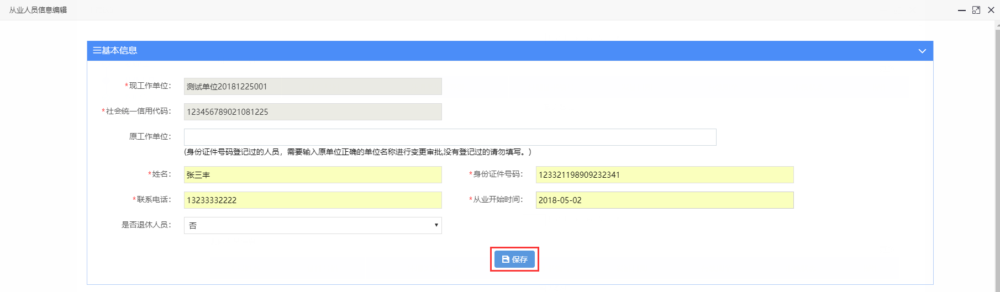 从业人员信息编辑
基本信息
*现工作单位： 测试单位20181225001
*社会统一信用代码： 123456789021081225
原工作单位：
(身份证件号码登记过的人员，需要输入原单位正确的单位名称进行变更审批,没有登记过的请勿填写。)
*姓名： 张三丰 *身份证件号码： 123321198909232341
*联系电话： 13233332222 *从业开始时间： 2018-05-02
是否退休人员： 否
保存